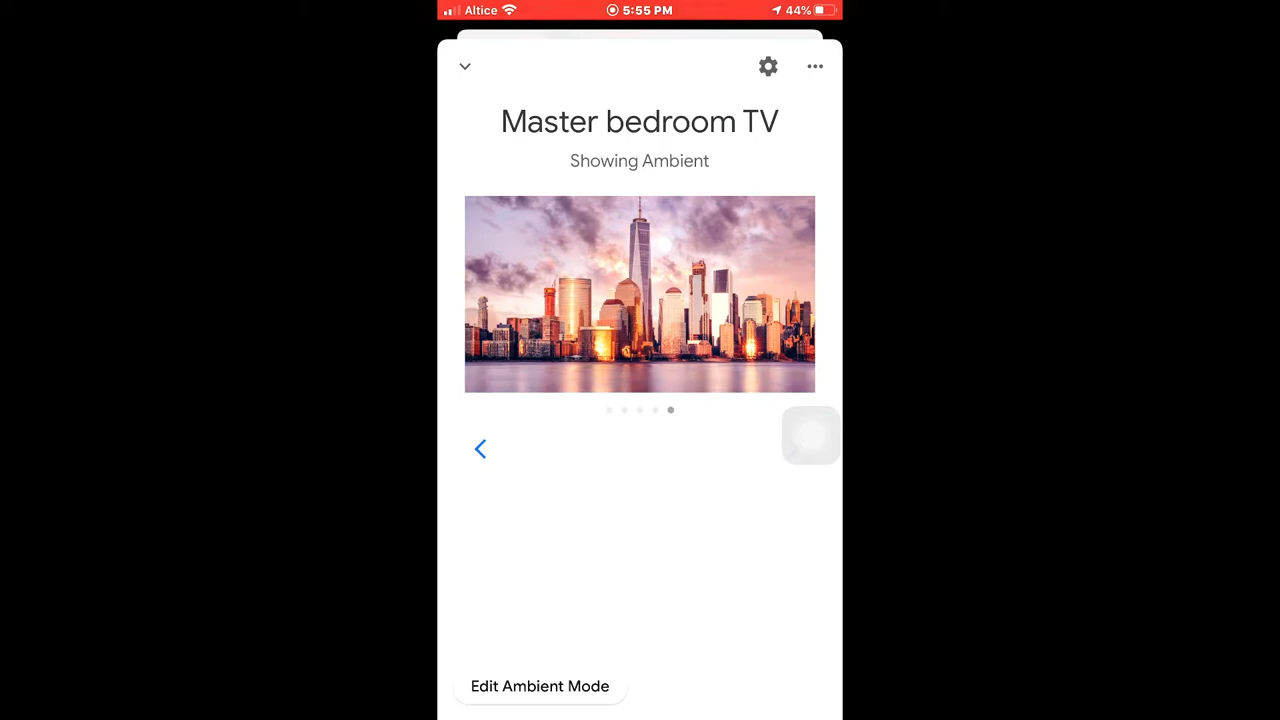 Altice 5:55 PM 44%
Master bedroom TV
Showing Ambient
Edit Ambient Mode